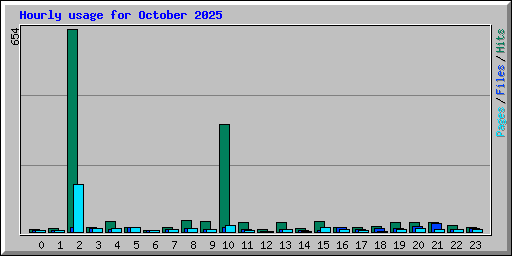 Hourly usage for October 2025
654
Pages/Files/Hits
0 1 2 3 4 5 6 7 8 9 10 11 12 13 14 15 16 17 18 19 20 21 22 23